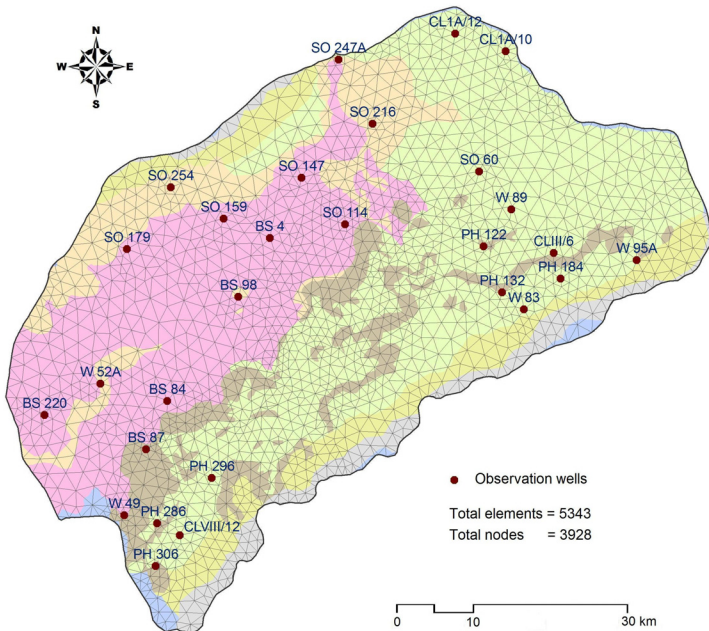 CL1A/12
N
SO 247A
CL1A/10
W
E
S
SO 216
SO 60
SO 147
SO 254
W 89
SO 159
SO 114
BS 4
PH 122
SO 179
CLIII/6
W 95A
PH 184
BS 98
PH 132
W 83
W 52A
BS 84
BS 220
BS 87
PH 296
Observation wells
W 49
PH 286
Total elements = 5343
CLVIII/12
Total nodes = 3928
PH 306
0 10 30 km